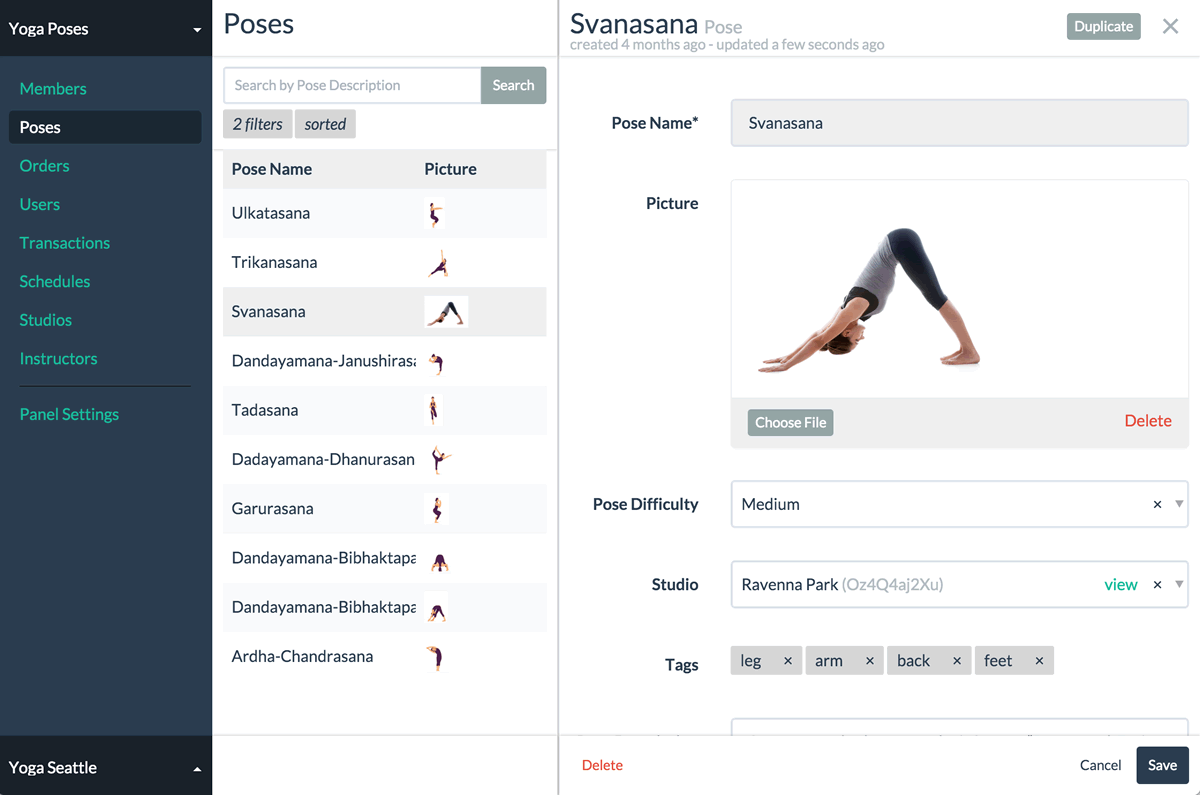 Yoga Poses
Members
Poses
Orders
Users
Transactions
Schedules
Studios
Instructors
Panel Settings
Yoga Seattle
Poses
Search by Pose Description
Search
2 filters sorted
Pose Name Picture
Ulkatasana
Trikanasana
Svanasana
Dandayamana-Janushirasa
Tadasana
Dadayamana-Dhanurasan
Garurasana
Dandayamana-Bibhaktapa
Dandayamana-Bibhaktapa
Ardha-Chandrasana
Svanasana Pose
created 4 months ago - updated a few seconds ago
Duplicate ×
Pose Name* Svanasana
Picture
Choose File Delete
Pose Difficulty Medium ×
Studio Ravenna Park (Oz4Q4aj2Xu) view ×
Tags leg × arm × back × feet ×
Delete Cancel Save